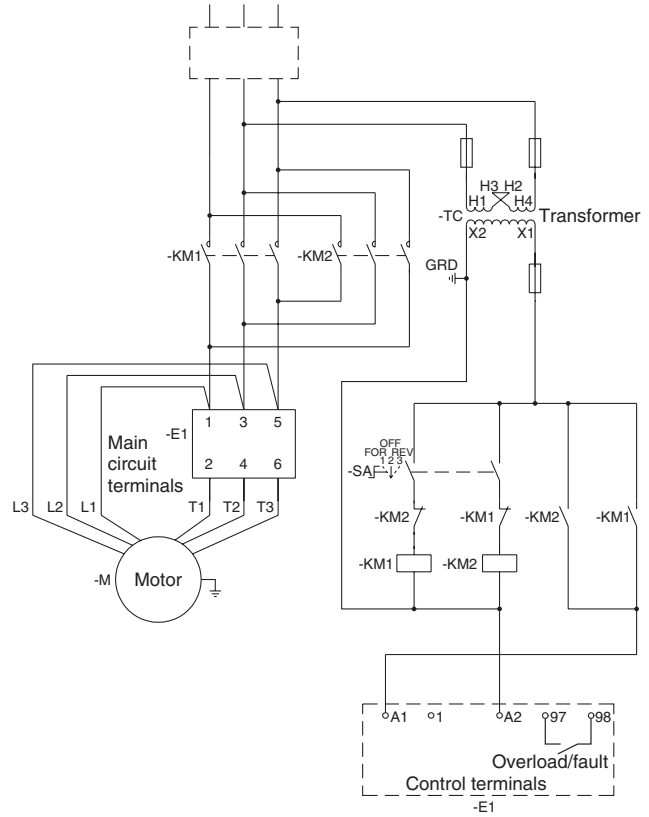 H3 H2
H1 H4
-TC Transformer
X2 X1
-KM1 -KM2
GRD
1 3 5
-E1
Main
circuit
terminals
2 4 6
OFF
FOR REV
1 2 3
-SA
L3 L2 L1 T1 T2 T3
-KM2 -KM1 -KM2 -KM1
-KM1 -KM2
-M Motor
A1 1 A2 97 98
Overload/fault
Control terminals
-E1